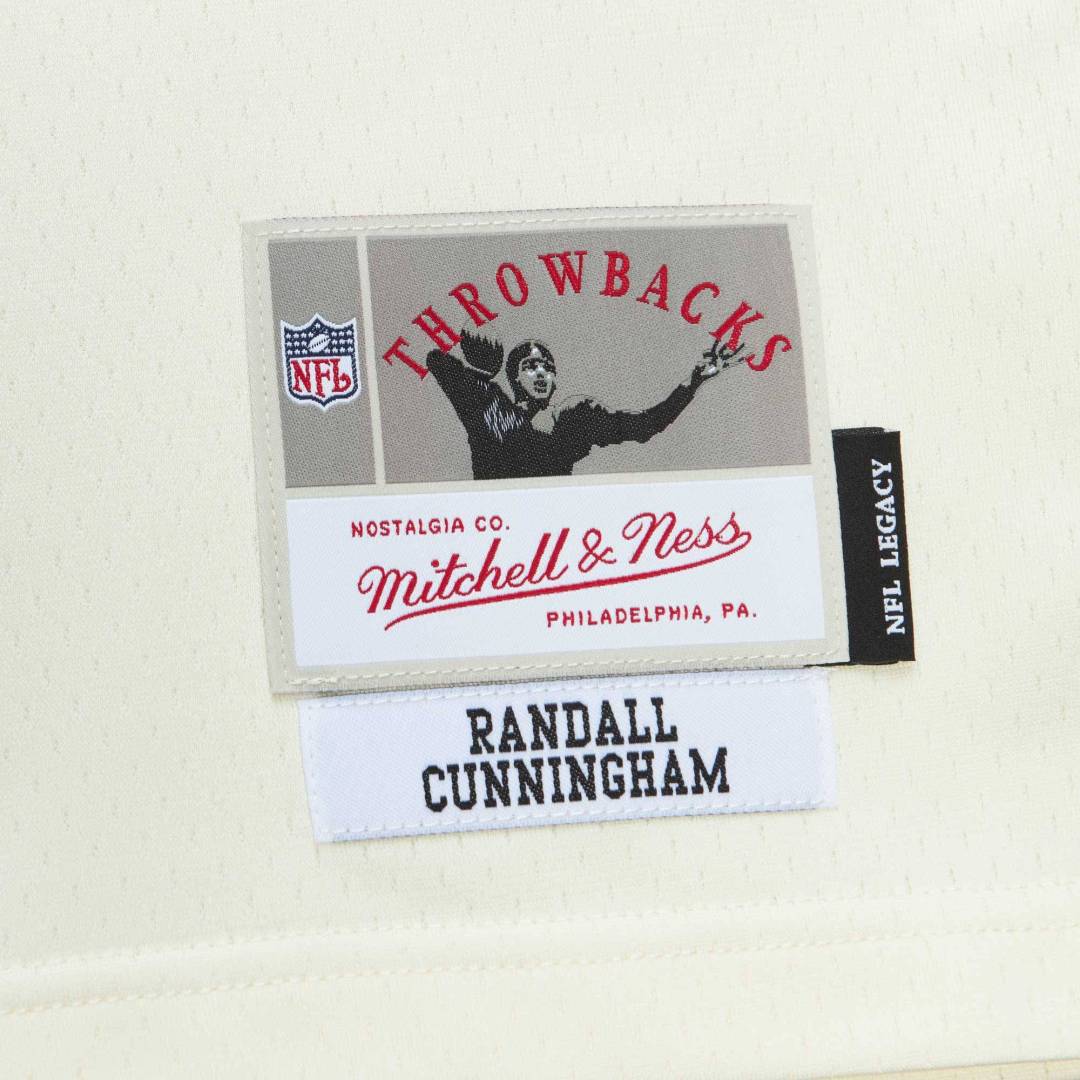 THROWBACKS
NFL
NOSTALGIA CO.
Mitchell & Ness
PHILADELPHIA, PA.
NFL LEGACY
RANDALL
CUNNINGHAM